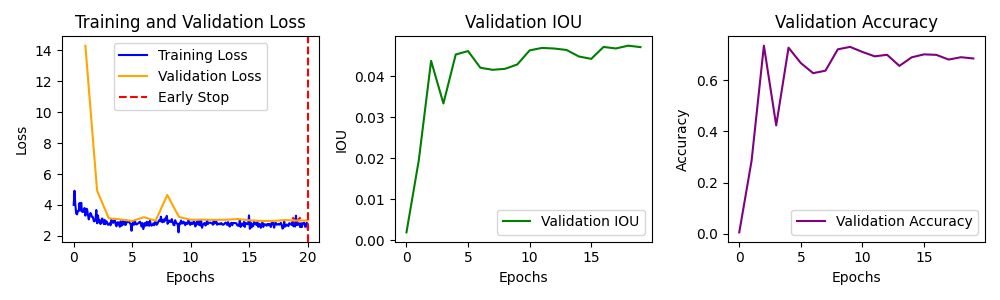 Training and Validation Loss
Loss
14
12
10
8
6
4
2
Training Loss
Validation Loss
Early Stop
0
5
10
15
20
Epochs
Validation IOU
IOU
0.04
0.03
0.02
0.01
0.00
Validation IOU
0
5
10
15
Epochs
Validation Accuracy
Accuracy
0.6
0.4
0.2
0.0
Validation Accuracy
0
5
10
15
Epochs